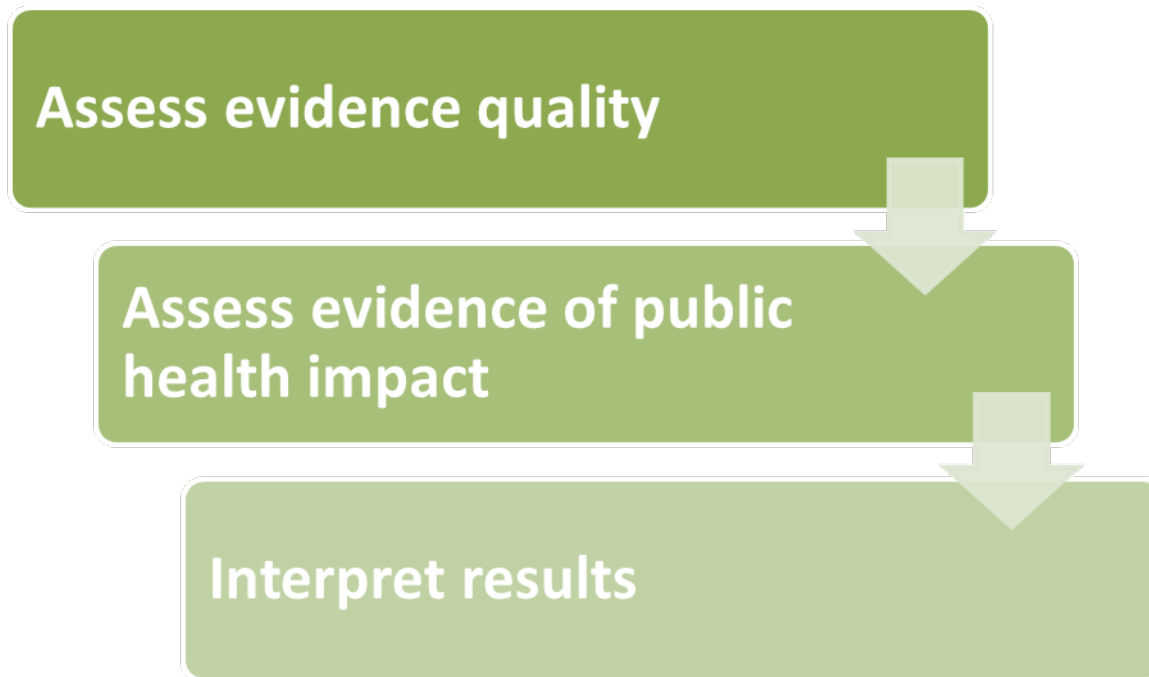 Assess evidence quality
Assess evidence of public
health impact
Interpret results